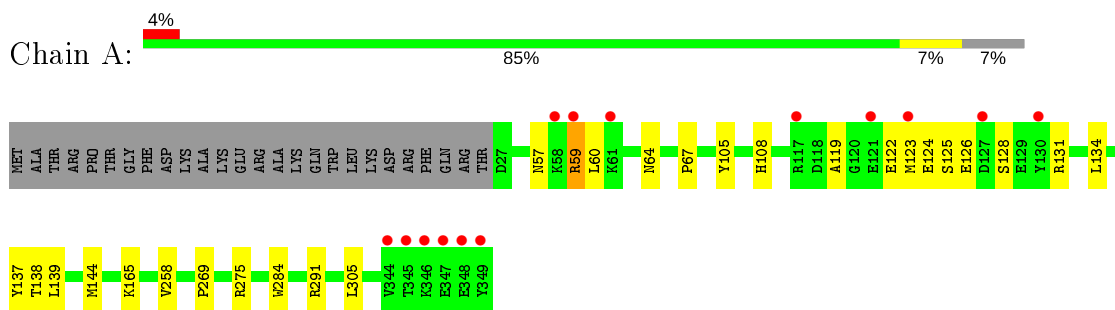 4%
Chain A:
85% 7% 7%
MET ALA THR ARG PRO THR GLY PHE ASP LYS ALA LYS GLU ARG ALA LYS GLN TRP LEU LYS ASP ARG PHE GLN ARG THR D27 N57 K58 R59 L60 K61 N64 P67 Y105 H108 R117 D118 A119 G120 E121 E122 M123 E124 S125 E126 D127 S128 E129 Y130 R131 L134
Y137 T138 L139 M144 K165 V258 P269 R275 W284 R291 L305 V344 T345 K346 E347 E348 Y349